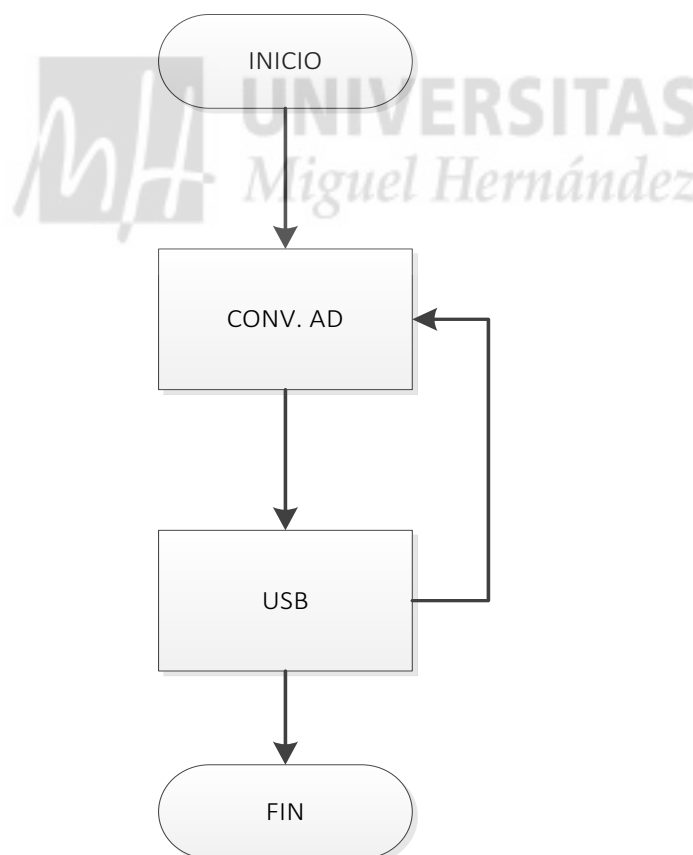 INICIO
UNIVERSITAS
Miguel Hernández
CONV. AD
USB
FIN